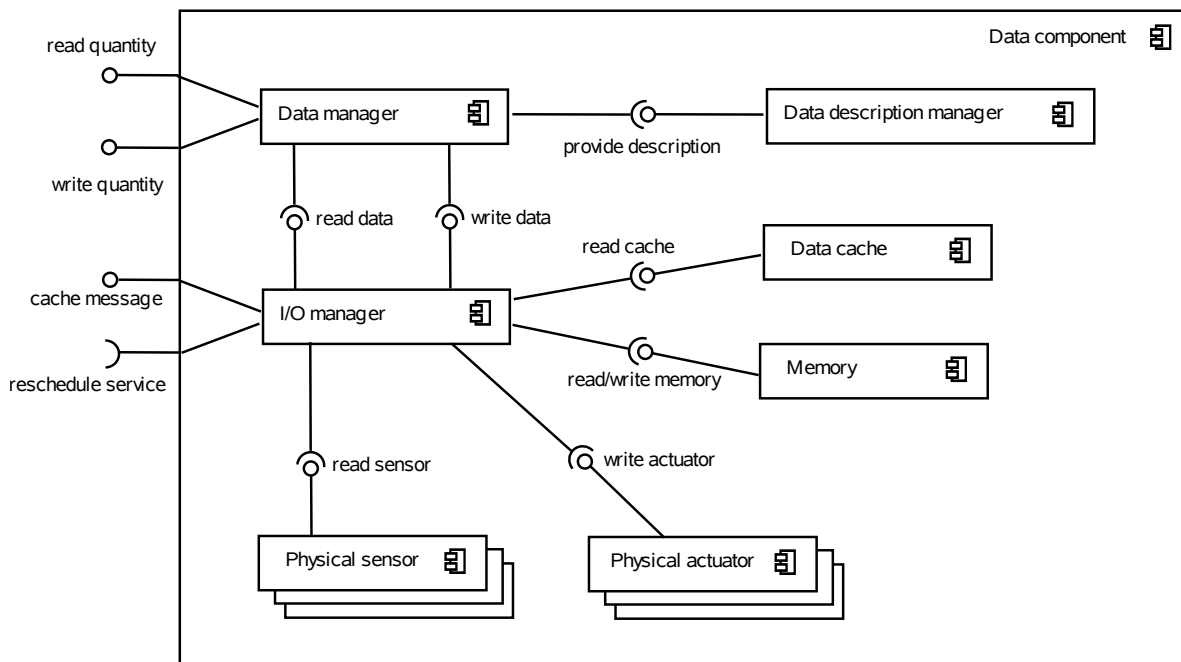 Data component
read quantity
Data manager
Data description manager
provide description
write quantity
read data
write data
read cache
Data cache
cache message
I/O manager
reschedule service
read/write memory
Memory
read sensor
write actuator
Physical sensor
Physical actuator